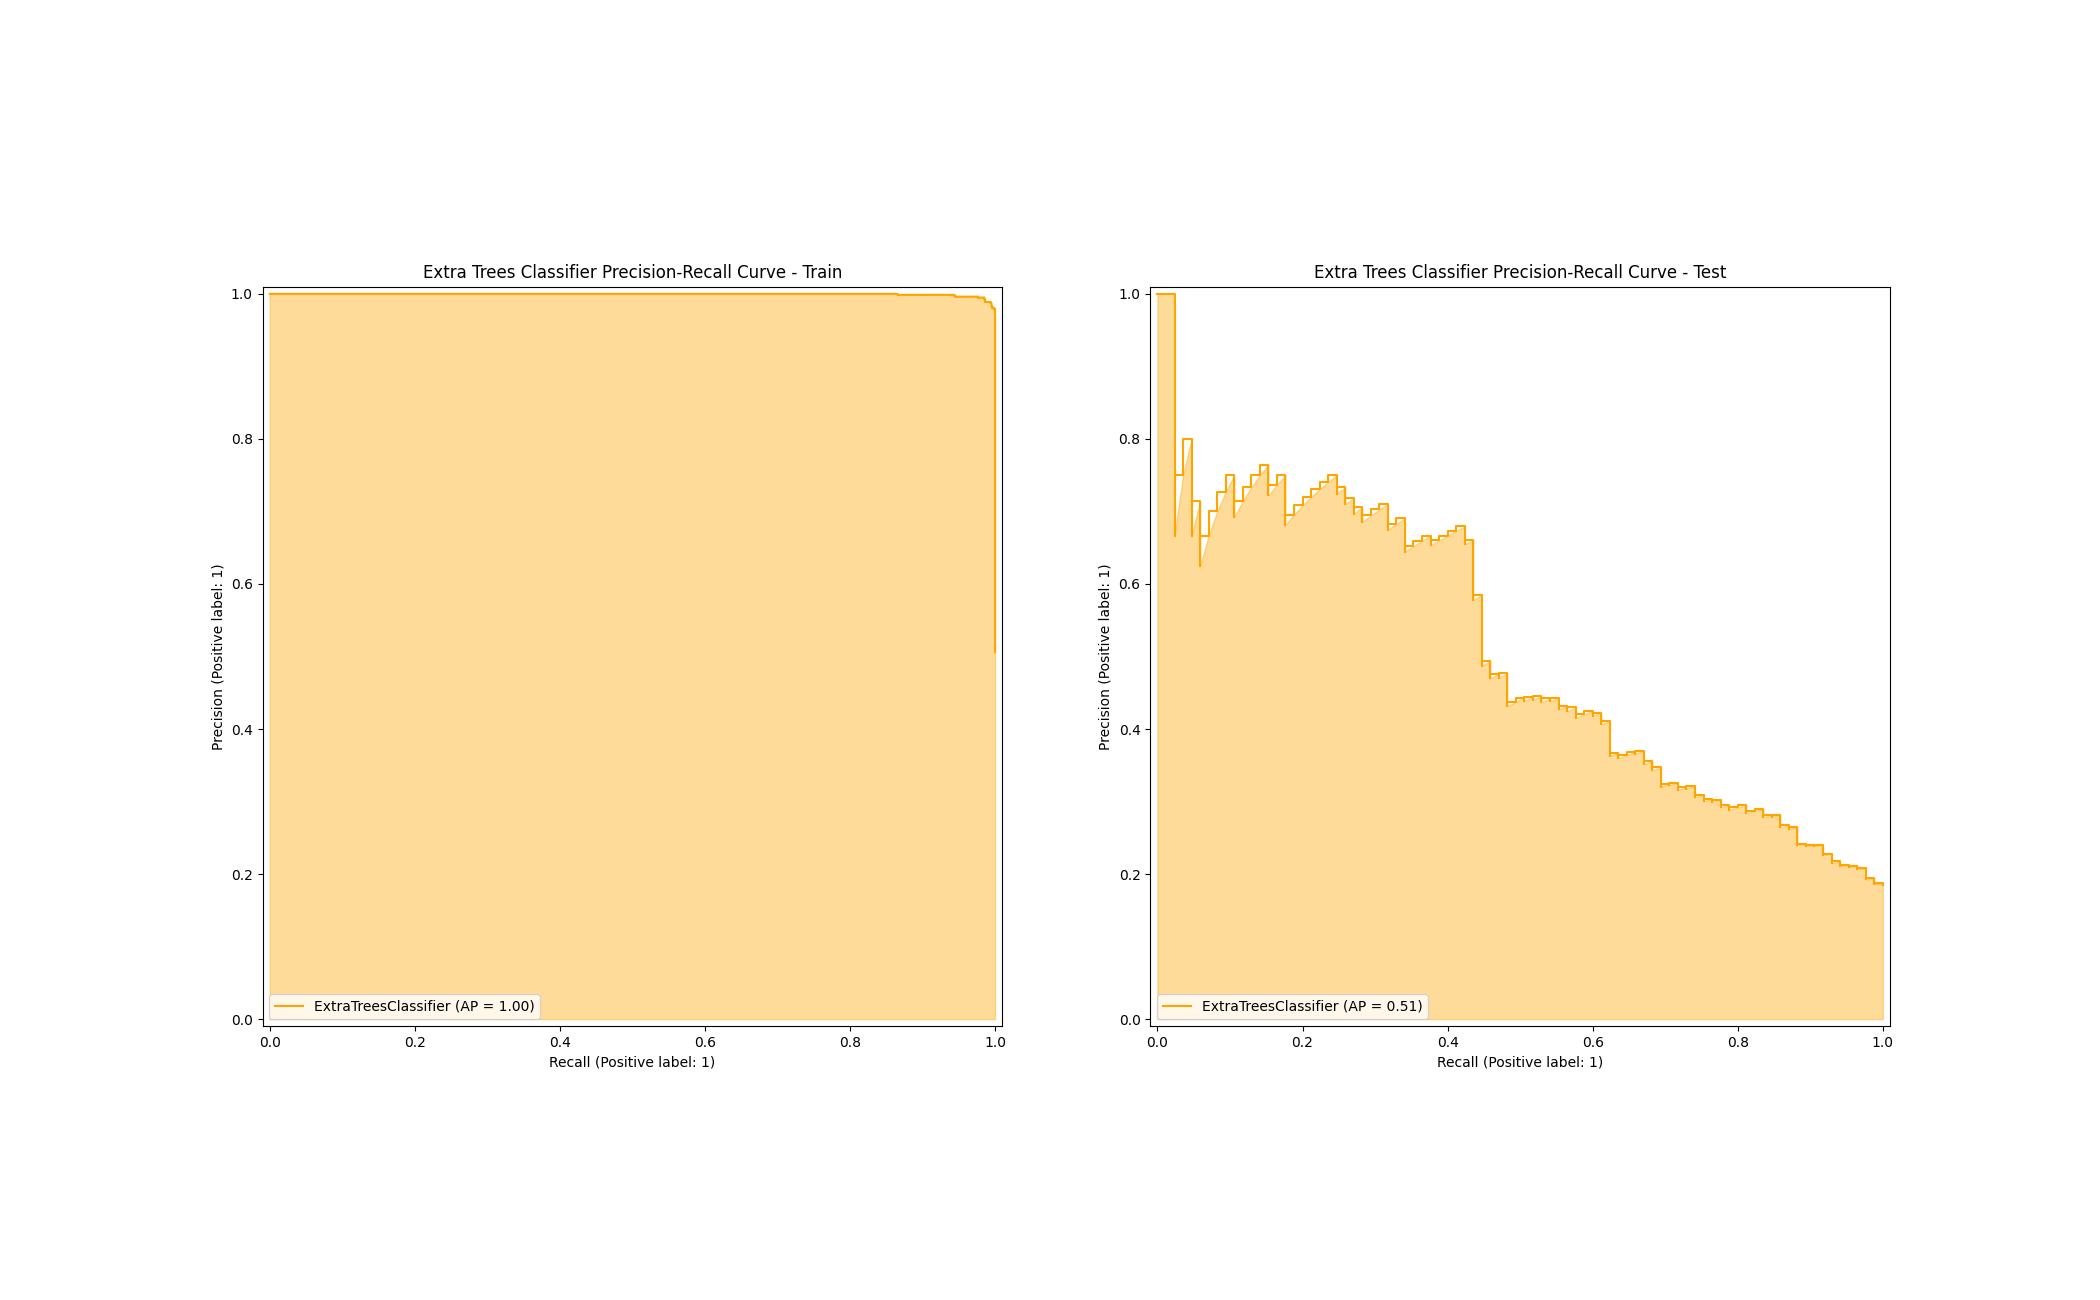 Extra Trees Classifier Precision-Recall Curve - Train
1.0
0.8
0.6
0.4
0.2
0.0
Precision (Positive label: 1)
ExtraTreesClassifier (AP = 1.00)
0.0 0.2 0.4 0.6 0.8 1.0
Recall (Positive label: 1)
Extra Trees Classifier Precision-Recall Curve - Test
1.0
0.8
0.6
0.4
0.2
0.0
Precision (Positive label: 1)
ExtraTreesClassifier (AP = 0.51)
0.0 0.2 0.4 0.6 0.8 1.0
Recall (Positive label: 1)